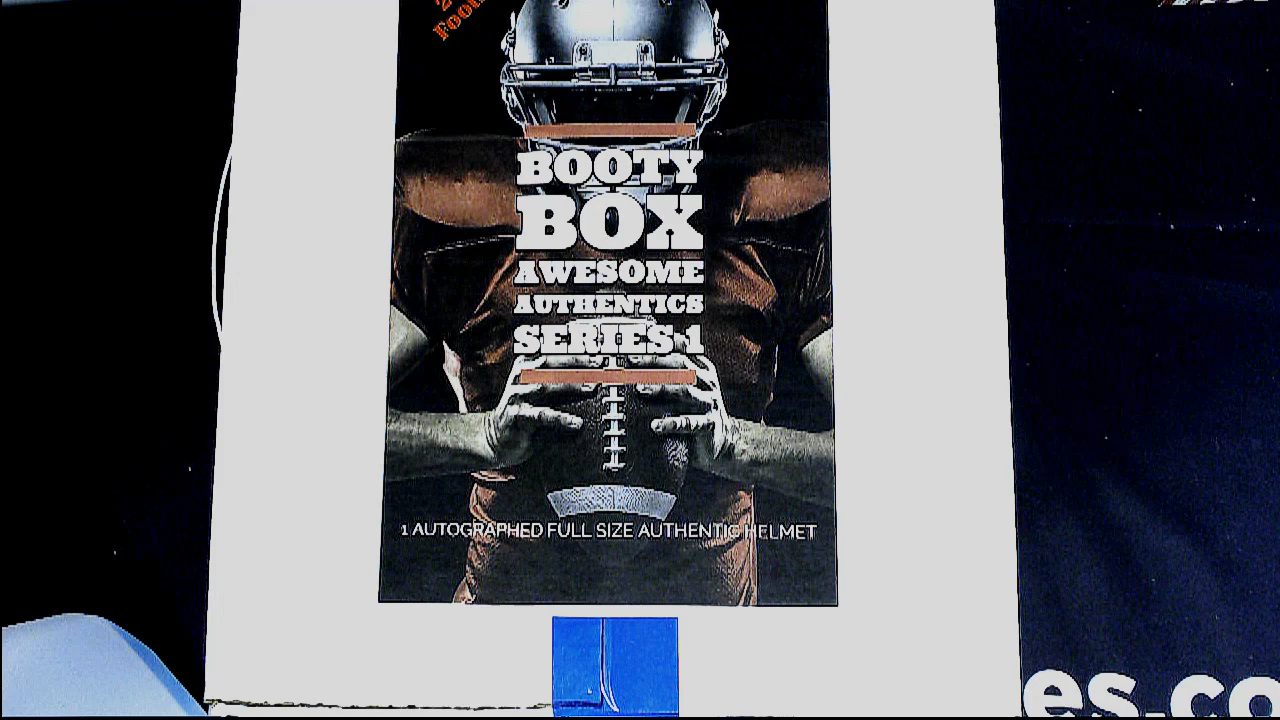 BOOTY
BOX
AWESOME
AUTHENTICS
SERIES 1
1 AUTOGRAPHED FULL SIZE AUTHENTIC HELMET
es.co